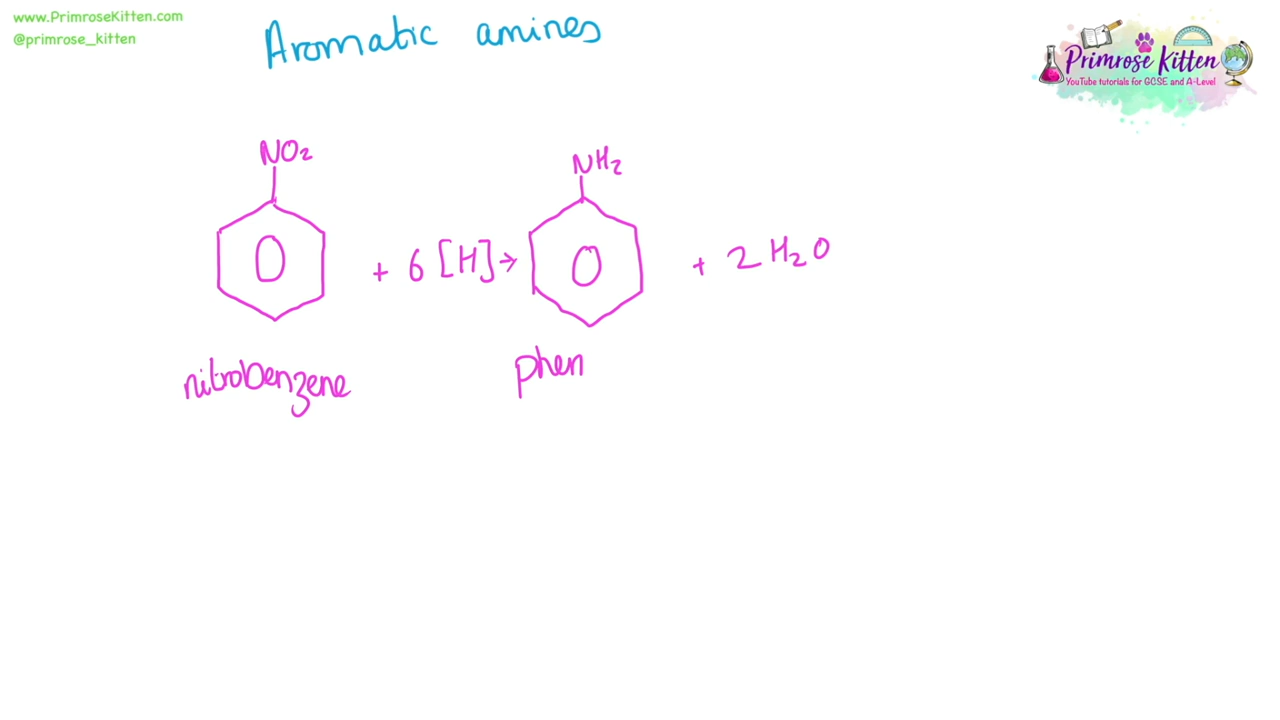 www.PrimroseKitten.com
@primrose_kitten
Aromatic amines
Primrose Kitten
YouTube tutorials for GCSE and A-Level
NO₂
NH₂
+ 6 [H] → + 2 H₂O
nitrobenzene
phen